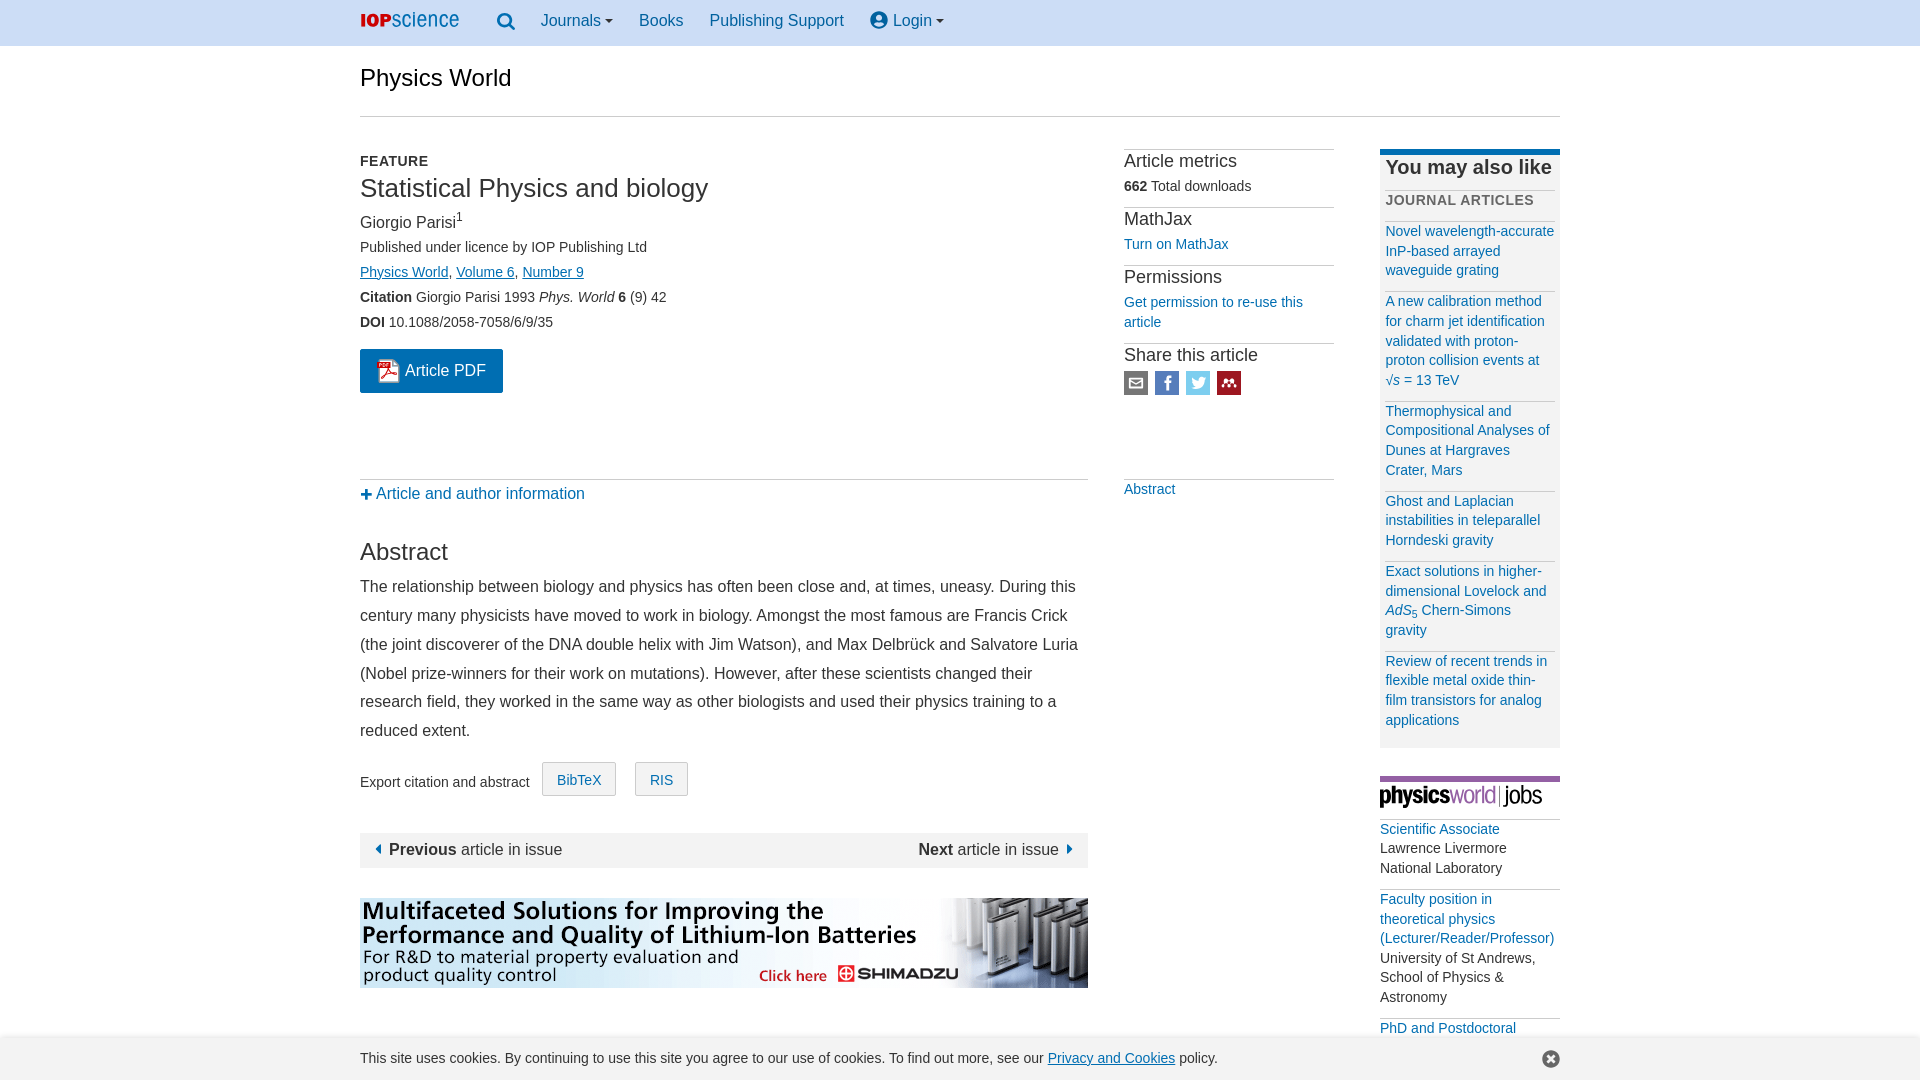 IOPscience
Journals
Books
Publishing Support
Login
Physics World
FEATURE
Statistical Physics and biology
Giorgio Parisi1
Published under licence by IOP Publishing Ltd
Physics World, Volume 6, Number 9
Citation Giorgio Parisi 1993 Phys. World 6 (9) 42
DOI 10.1088/2058-7058/6/9/35
PDF Article PDF
Article and author information
Abstract
The relationship between biology and physics has often been close and, at times, uneasy. During this
century many physicists have moved to work in biology. Amongst the most famous are Francis Crick
(the joint discoverer of the DNA double helix with Jim Watson), and Max Delbrück and Salvatore Luria
(Nobel prize-winners for their work on mutations). However, after these scientists changed their
research field, they worked in the same way as other biologists and used their physics training to a
reduced extent.
Export citation and abstract
BibTeX
RIS
Previous article in issue
Next article in issue
Multifaceted Solutions for Improving the
Performance and Quality of Lithium-Ion Batteries
For R&D to material property evaluation and
product quality control
Click here
SHIMADZU
Article metrics
662 Total downloads
MathJax
Turn on MathJax
Permissions
Get permission to re-use this
article
Share this article
Abstract
You may also like
JOURNAL ARTICLES
Novel wavelength-accurate
InP-based arrayed
waveguide grating
A new calibration method
for charm jet identification
validated with proton-
proton collision events at
√s = 13 TeV
Thermophysical and
Compositional Analyses of
Dunes at Hargraves
Crater, Mars
Ghost and Laplacian
instabilities in teleparallel
Horndeski gravity
Exact solutions in higher-
dimensional Lovelock and
AdS5 Chern-Simons
gravity
Review of recent trends in
flexible metal oxide thin-
film transistors for analog
applications
physicsworld jobs
Scientific Associate
Lawrence Livermore
National Laboratory
Faculty position in
theoretical physics
(Lecturer/Reader/Professor)
University of St Andrews,
School of Physics &
Astronomy
PhD and Postdoctoral
This site uses cookies. By continuing to use this site you agree to our use of cookies. To find out more, see our Privacy and Cookies policy.